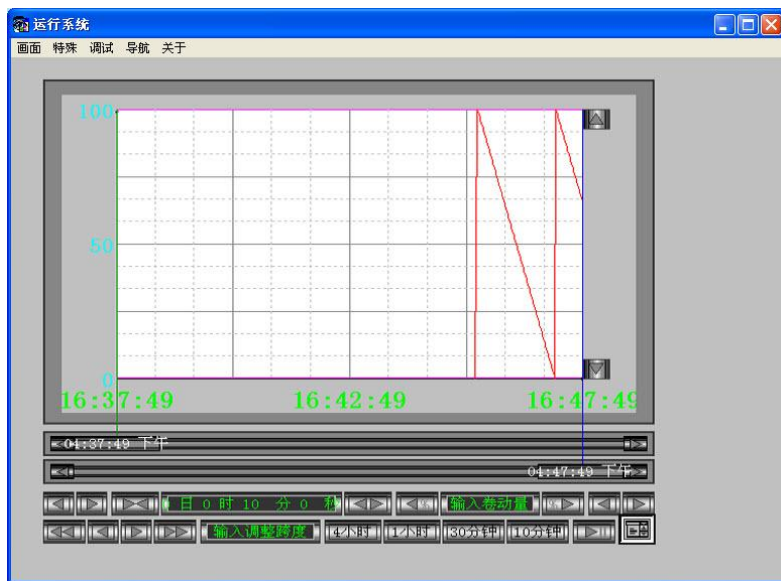 运行系统
画面 特殊 调试 导航 关于
100
50
0
16:37:49 16:42:49 16:47:49
04:37:49 下午
04:47:49 下午
日 0 时 10 分 0 秒 % 输入卷动量 %
输入调整跨度 4小时 1小时 30分钟 10分钟